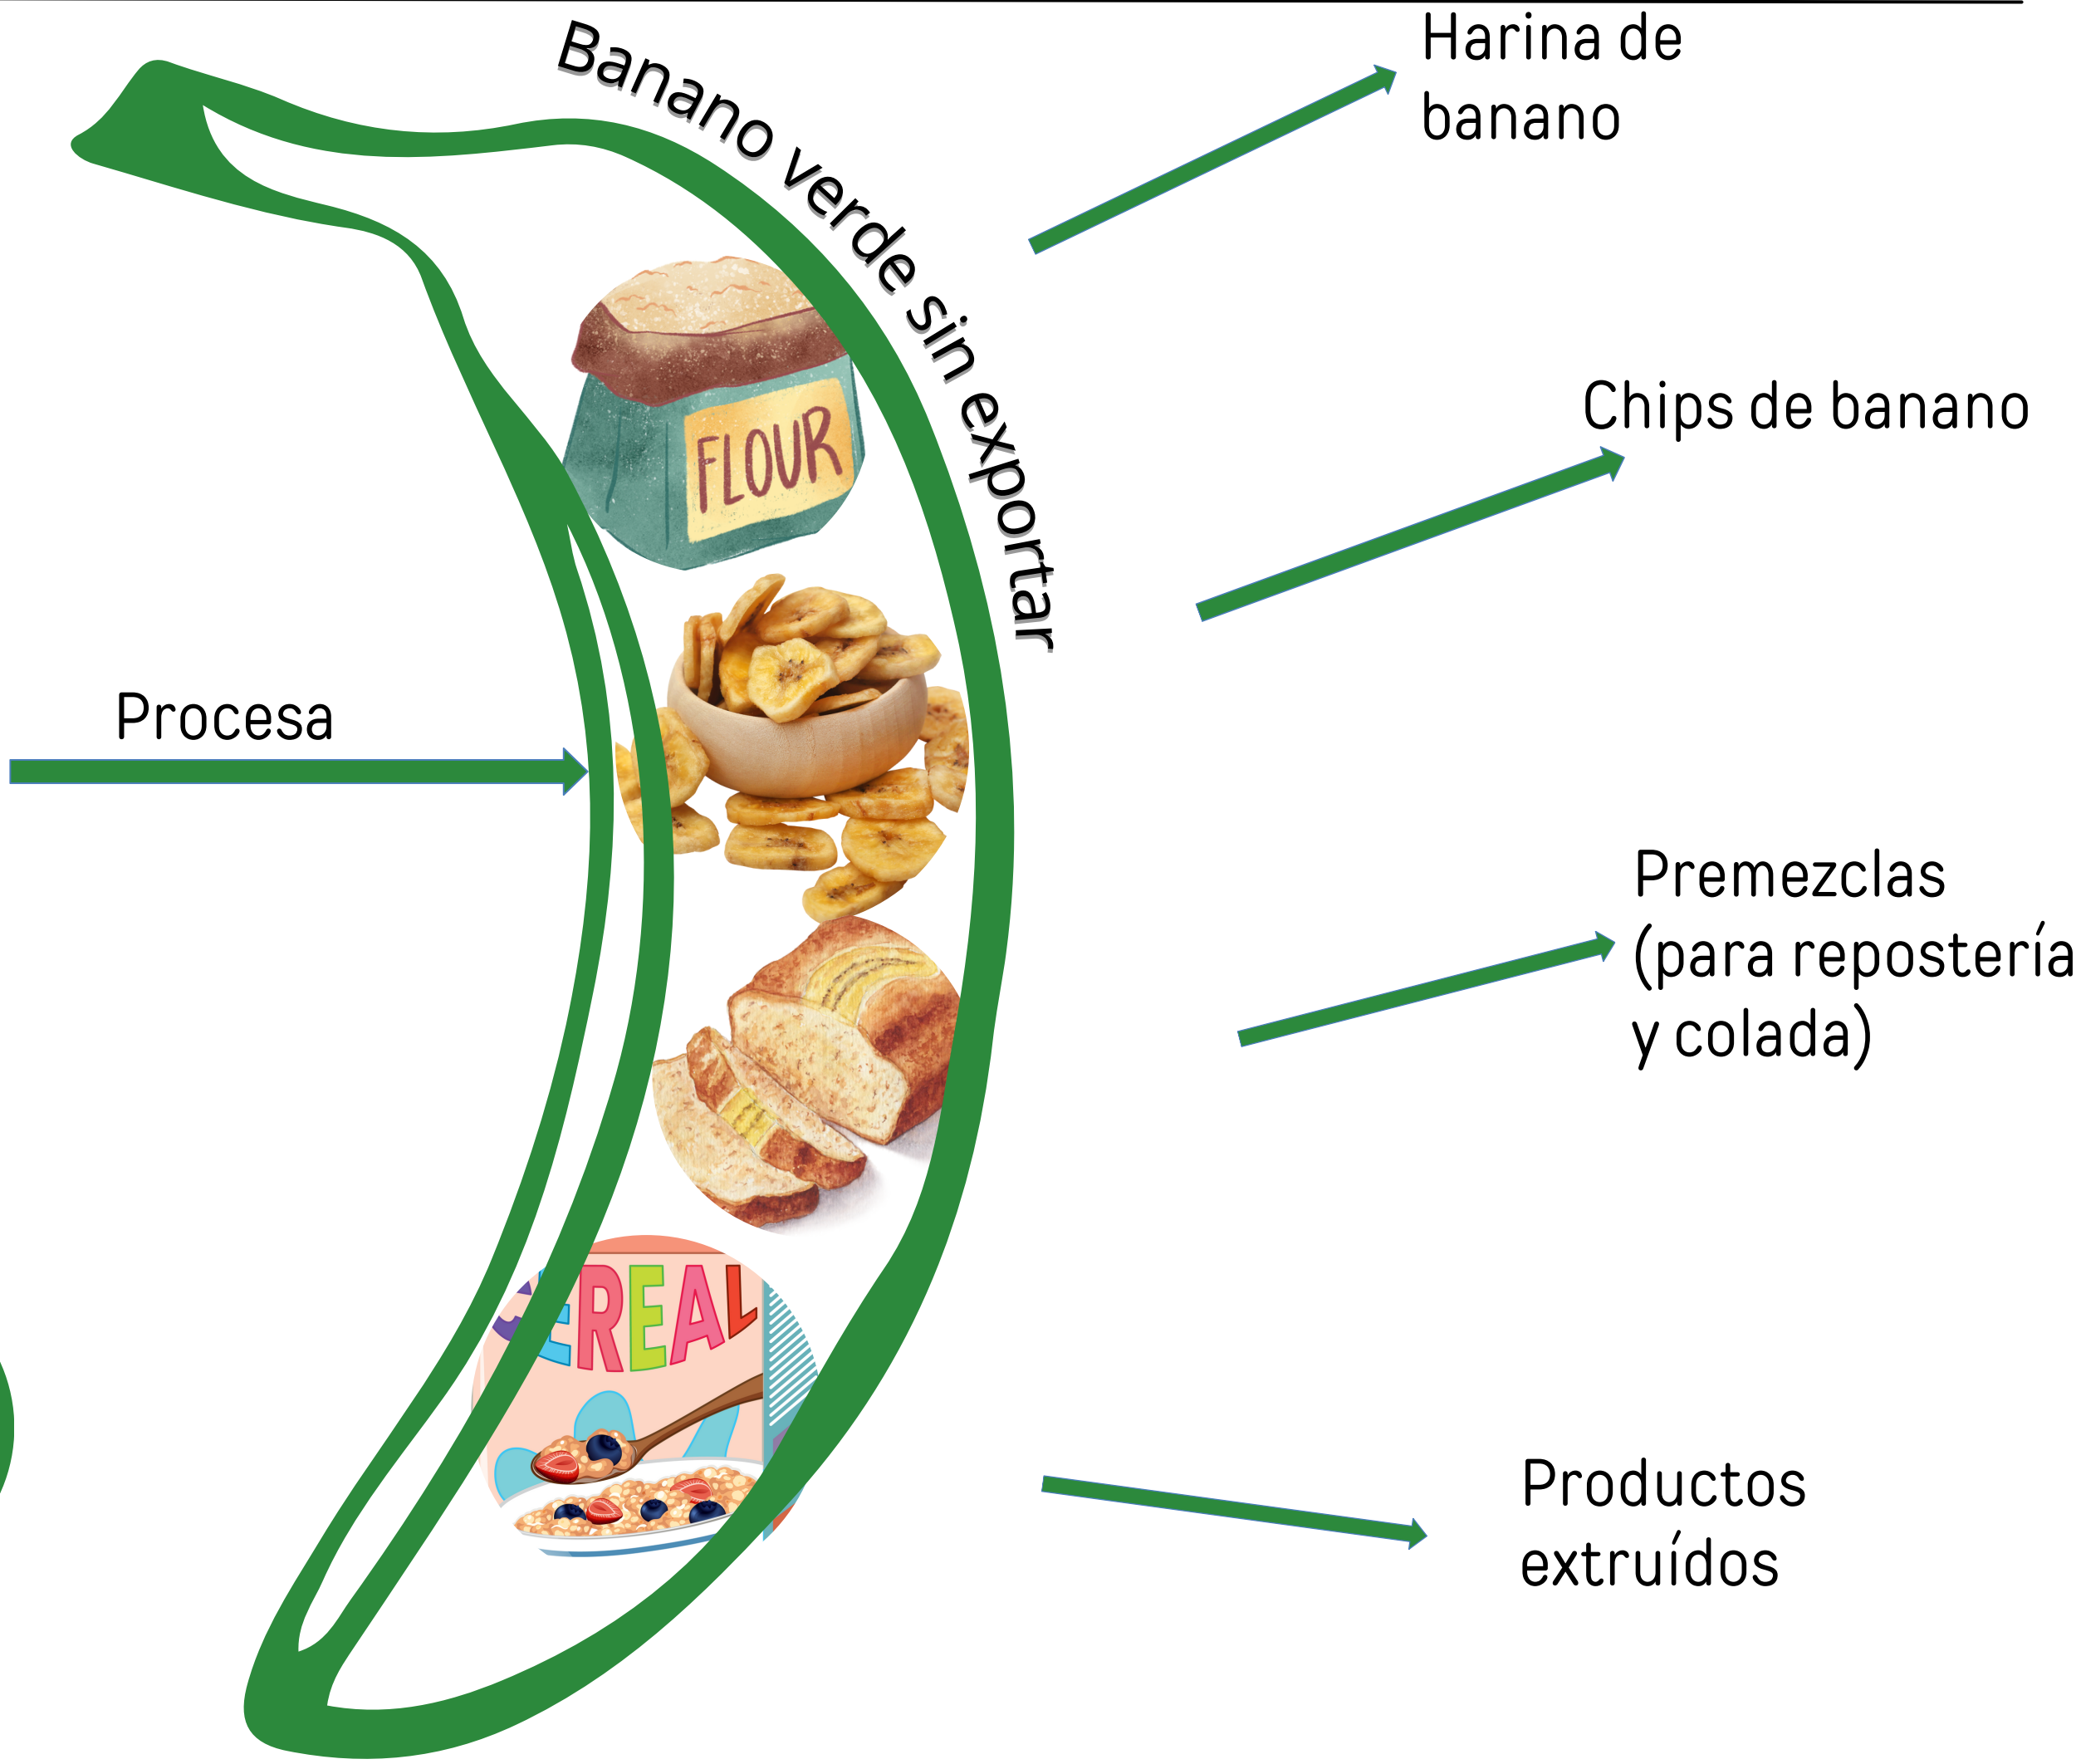 Banano verde sin exportar
Harina de
banano
FLOUR
Chips de banano
Procesa
Premezclas
(para repostería
y colada)
EREAL
Productos
extruídos